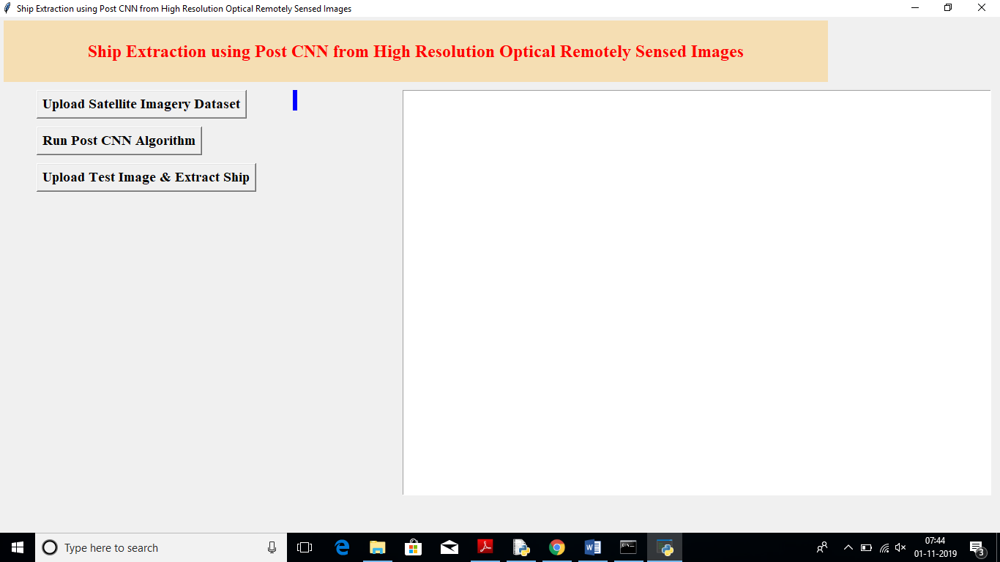 Ship Extraction using Post CNN from High Resolution Optical Remotely Sensed Images
Ship Extraction using Post CNN from High Resolution Optical Remotely Sensed Images
Upload Satellite Imagery Dataset
Run Post CNN Algorithm
Upload Test Image & Extract Ship
Type here to search
07:44
01-11-2019
3